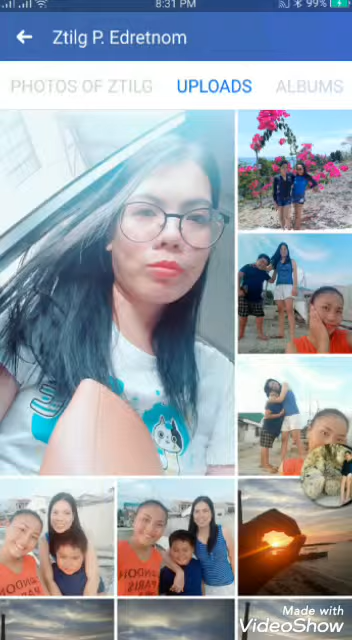 8:31 PM
99%
Ztilg P. Edretnom
PHOTOS OF ZTILG
UPLOADS
ALBUMS
Made with
VideoShow